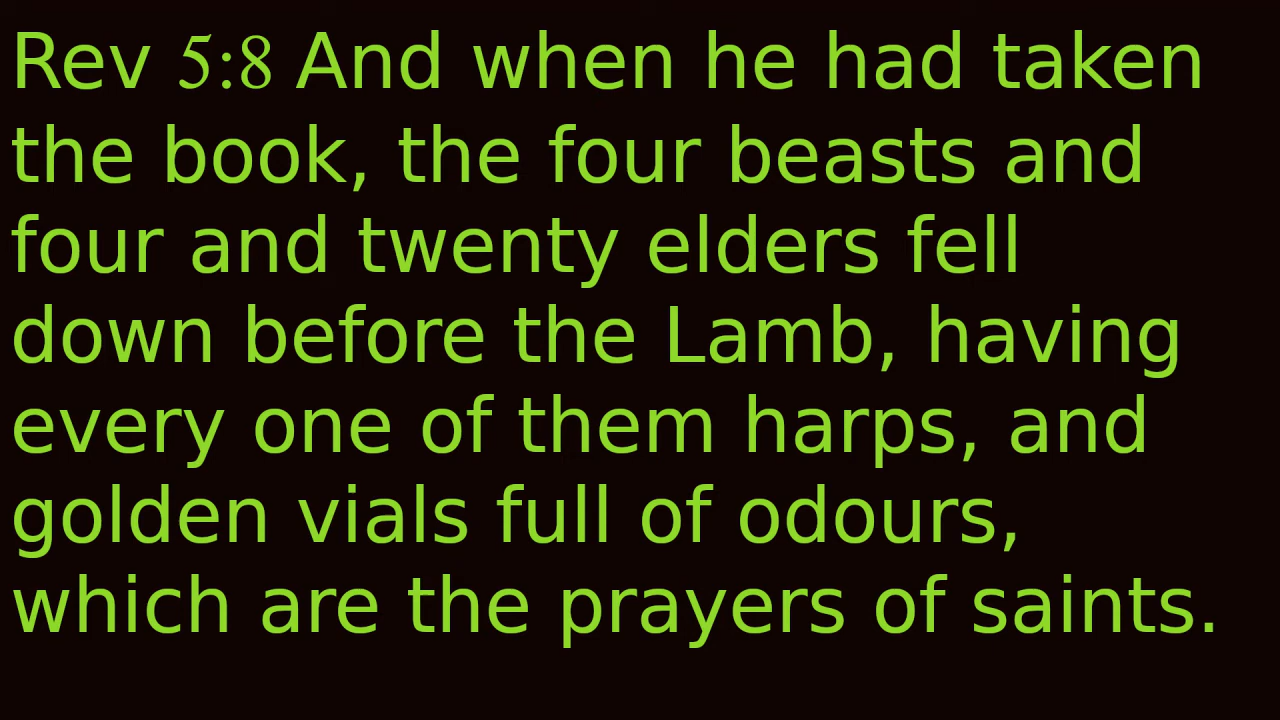 Rev 5:8 And when he had taken
the book, the four beasts and
four and twenty elders fell
down before the Lamb, having
every one of them harps, and
golden vials full of odours,
which are the prayers of saints.